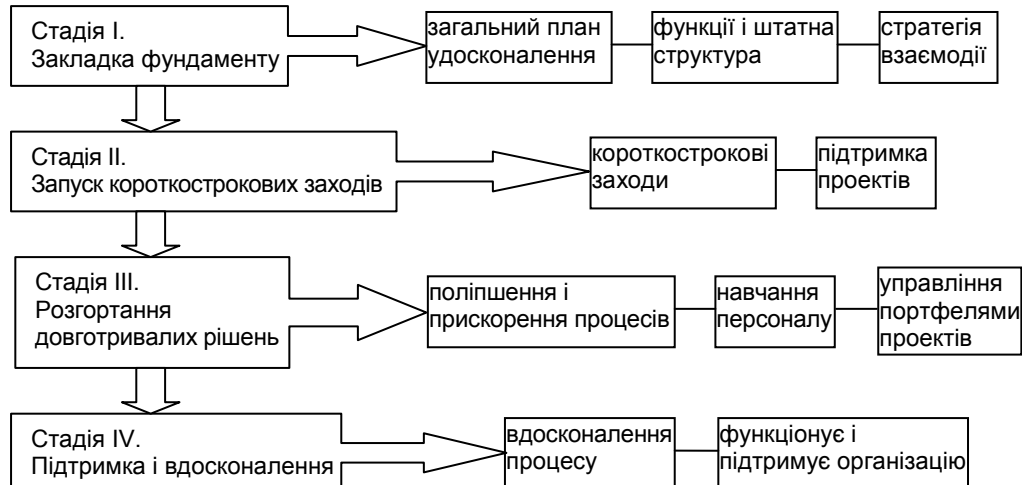 Стадія I.
Закладка фундаменту
загальний план
удосконалення
функції і штатна
структура
стратегія
взаємодії
Стадія II.
Запуск короткострокових заходів
короткострокові
заходи
підтримка
проектів
Стадія III.
Розгортання
довготривалих рішень
поліпшення і
прискорення процесів
навчання
персоналу
управління
портфелями
проектів
Стадія IV.
Підтримка і вдосконалення
вдосконалення
процесу
функціонує і
підтримує організацію